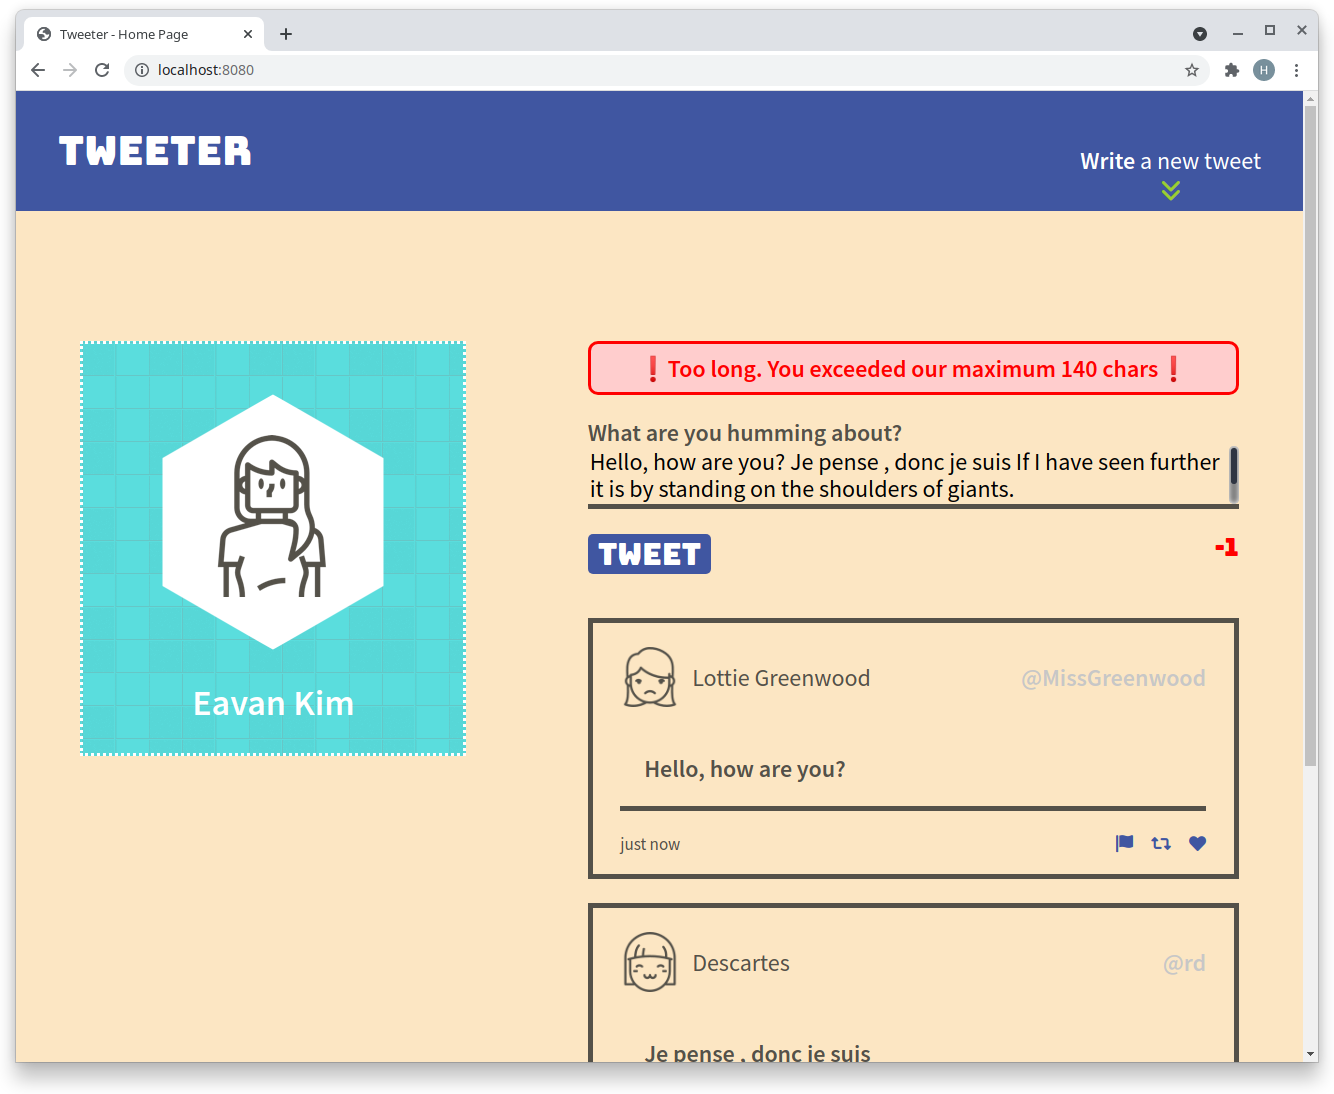 Tweeter - Home Page
localhost:8080
H
TWEETER
Write a new tweet
Eavan Kim
❗Too long. You exceeded our maximum 140 chars❗
What are you humming about?
Hello, how are you? Je pense , donc je suis If I have seen further
it is by standing on the shoulders of giants.
TWEET
-1
Lottie Greenwood
@MissGreenwood
Hello, how are you?
just now
Descartes
@rd
Je pense , donc je suis